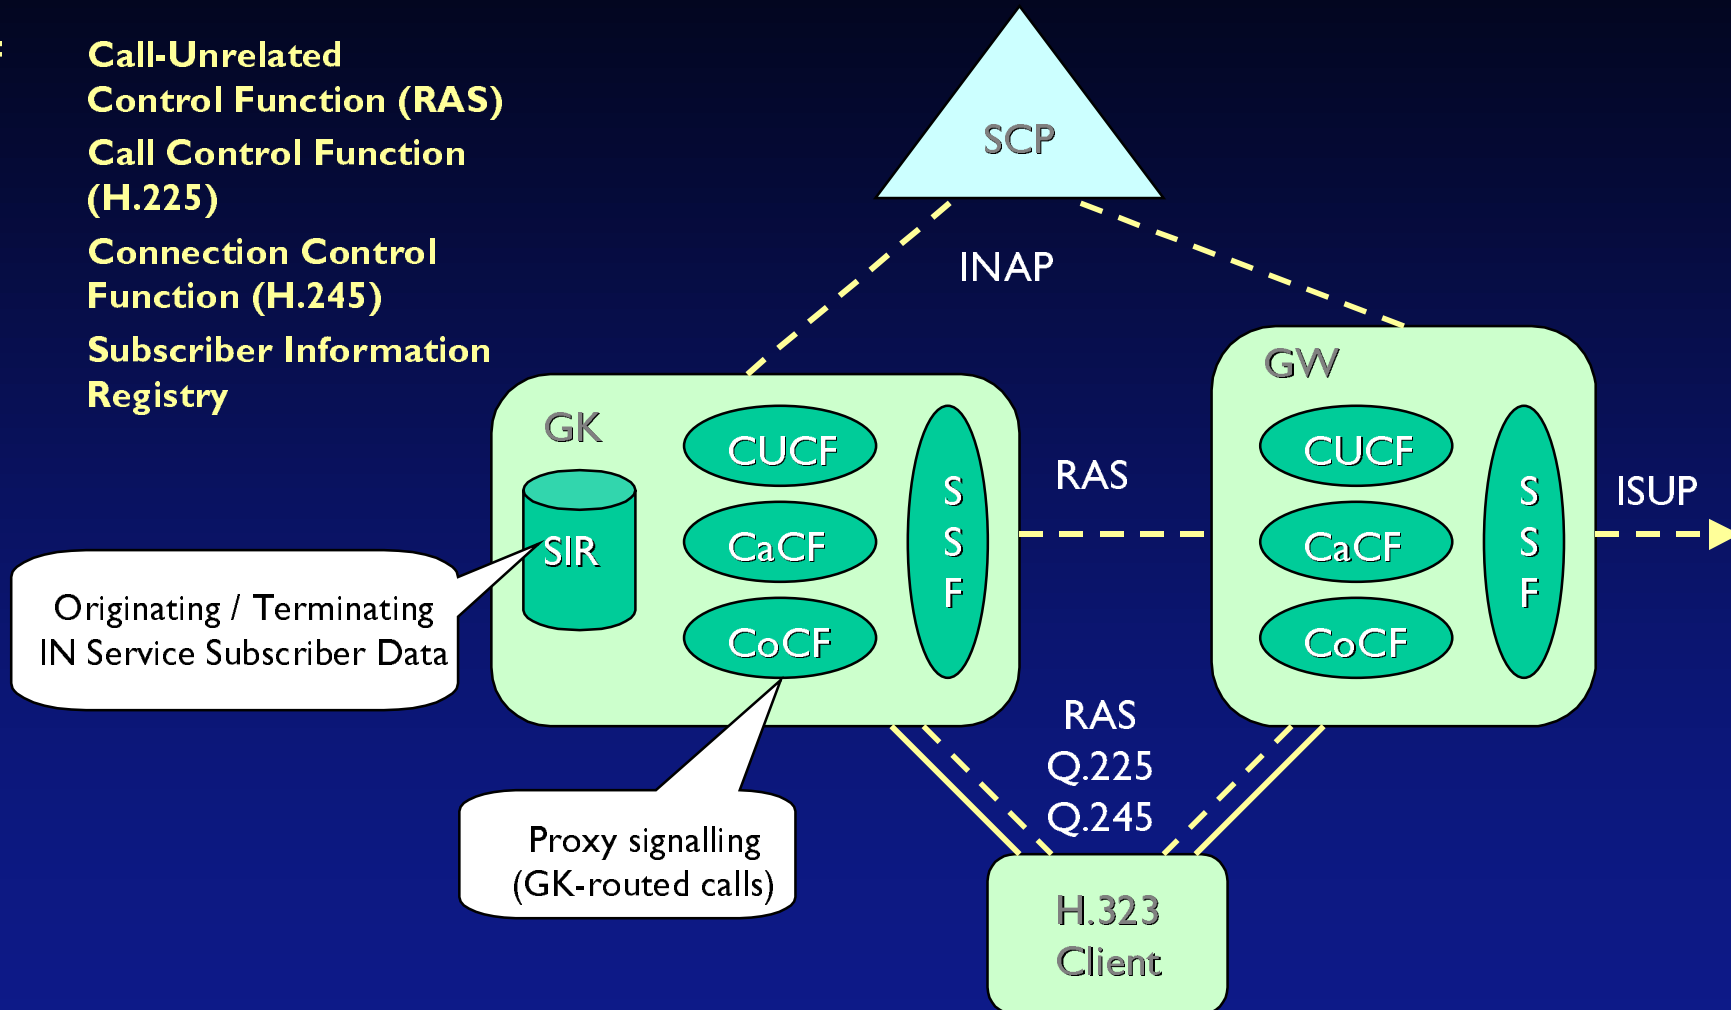 Call-Unrelated
Control Function (RAS)
Call Control Function
(H.225)
Connection Control
Function (H.245)
Subscriber Information
Registry
SCP
INAP
GK
SIR
CUCF
CaCF
CoCF
S
S
F
RAS
GW
CUCF
CaCF
CoCF
S
S
F
ISUP
Originating / Terminating
IN Service Subscriber Data
Proxy signalling
(GK-routed calls)
RAS
Q.225
Q.245
H.323
Client